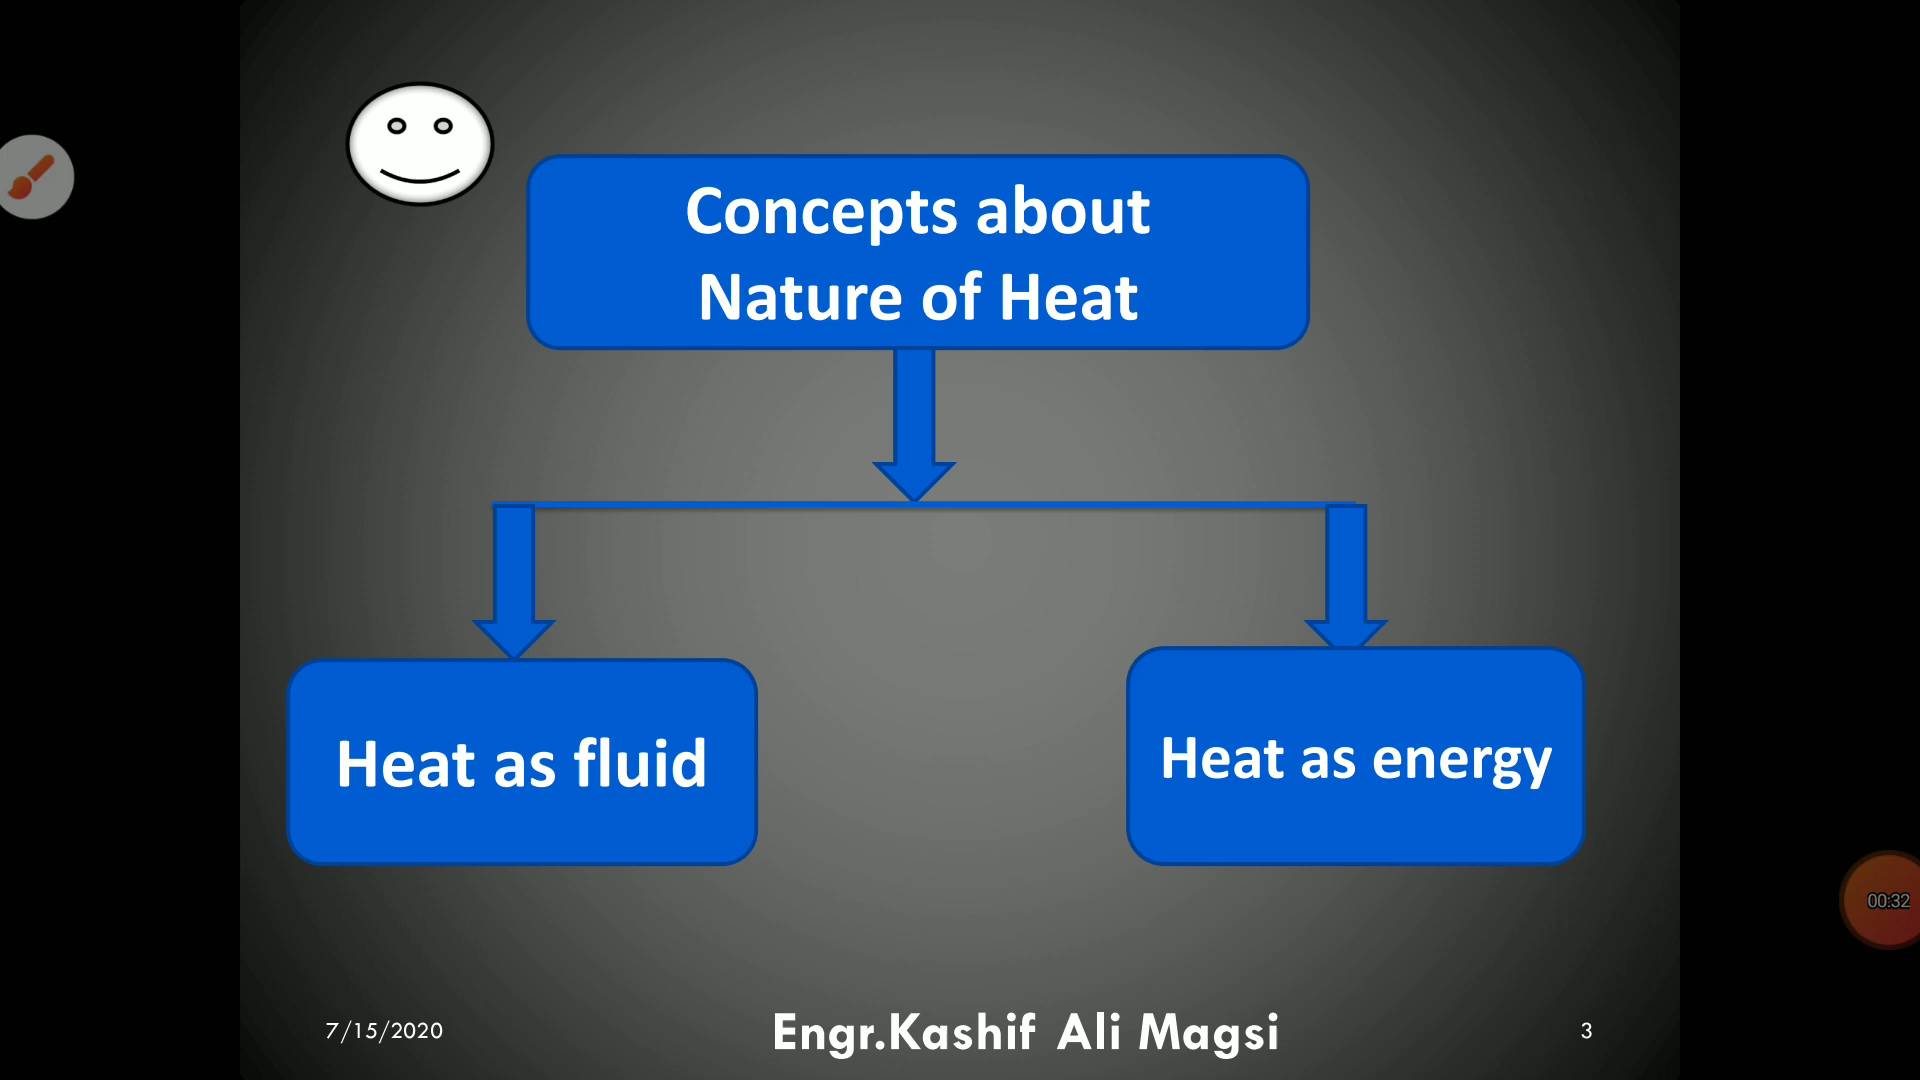 Concepts about
Nature of Heat
Heat as fluid
Heat as energy
00:32
7/15/2020
Engr.Kashif Ali Magsi
3